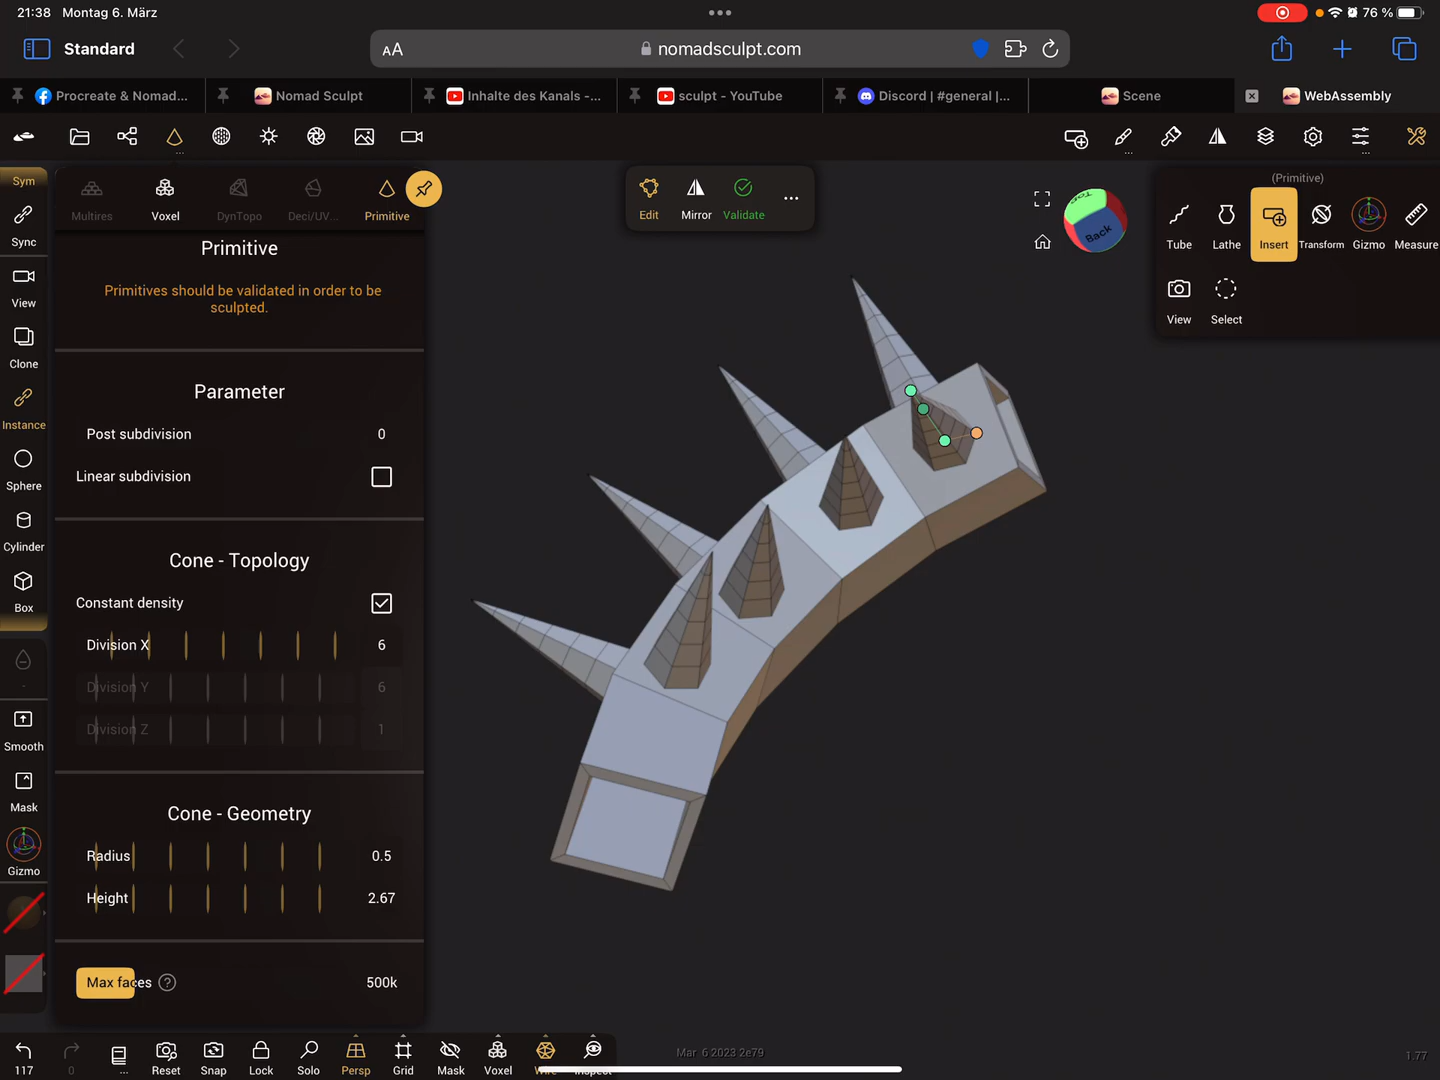 21:38 Montag 6. März
76 %
Standard
AA
nomadsculpt.com
Procreate & Nomad...
Nomad Sculpt
Inhalte des Kanals -...
sculpt - YouTube
Discord | #general |...
Scene
WebAssembly
Sym
Sync
View
Clone
Instance
Sphere
Cylinder
Box
-
Smooth
Mask
Gizmo
Multires
Voxel
DynTopo
Deci/UV...
Primitive
Primitive
Primitives should be validated in order to be
sculpted.
Parameter
Post subdivision 0
Linear subdivision
Cone - Topology
Constant density
Division X 6
Division Y 6
Division Z 1
Cone - Geometry
Radius 0.5
Height 2.67
Max faces ? 500k
Edit
Mirror
Validate
...
Back
(Primitive)
Tube
Lathe
Insert
Transform
Gizmo
Measure
View
Select
117
0
...
Reset
Snap
Lock
Solo
Persp
Grid
Mask
Voxel
Wire
Inspect
Mar 6 2023 2e79
1.77